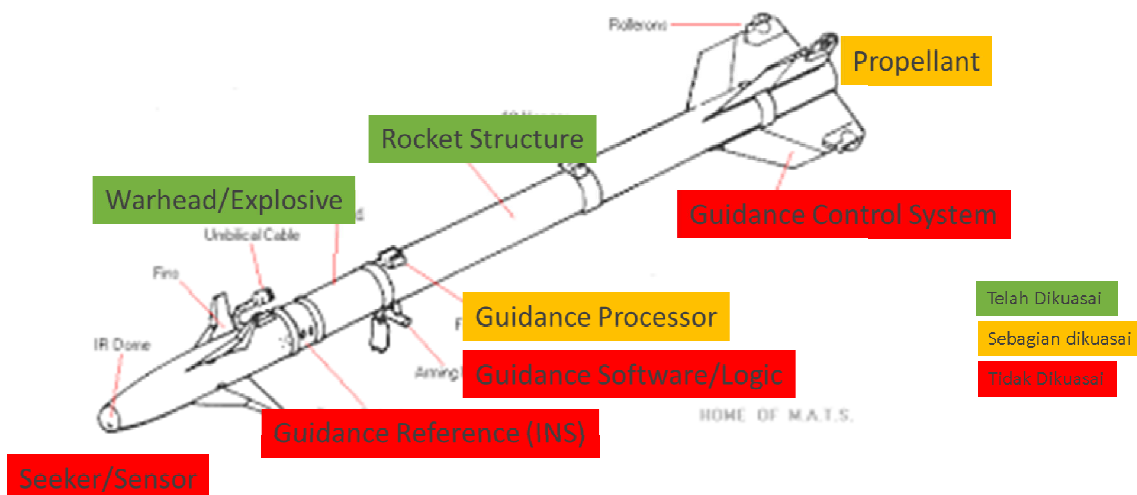 Rollerons
Propellant
Rocket Structure
Warhead/Explosive
Umbilical Cable
Guidance Control System
Fins
Telah Dikuasai
Guidance Processor
Sebagian dikuasai
IR Dome
Arming
Guidance Software/Logic
Tidak Dikuasai
HOME OF M.A.T.S.
Guidance Reference (INS)
Seeker/Sensor